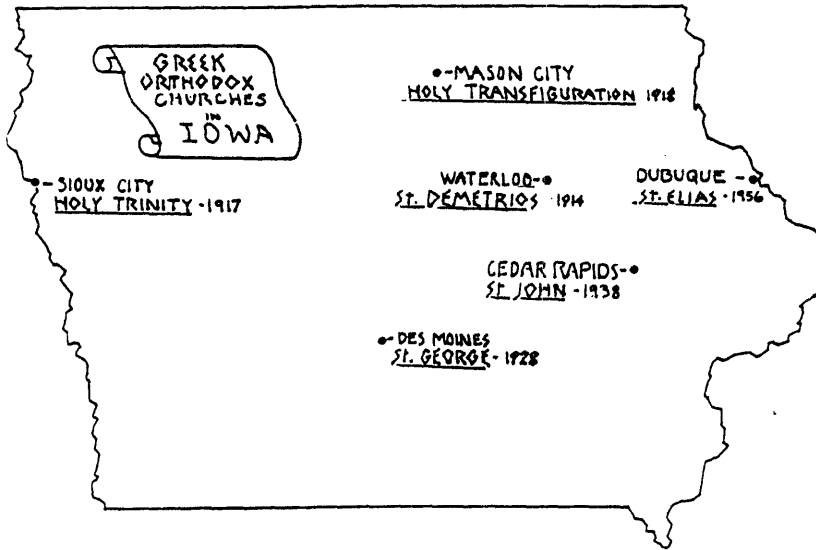 GREEK
ORTHODOX
CHURCHES
IN
IOWA
MASON CITY
HOLY TRANSFIGURATION 1918
SIOUX CITY
HOLY TRINITY - 1917
WATERLOO
St. DEMETRIOS 1914
DUBUQUE
St. ELIAS - 1956
CEDAR RAPIDS
St JOHN - 1938
DES MOINES
St. GEORGE - 1928